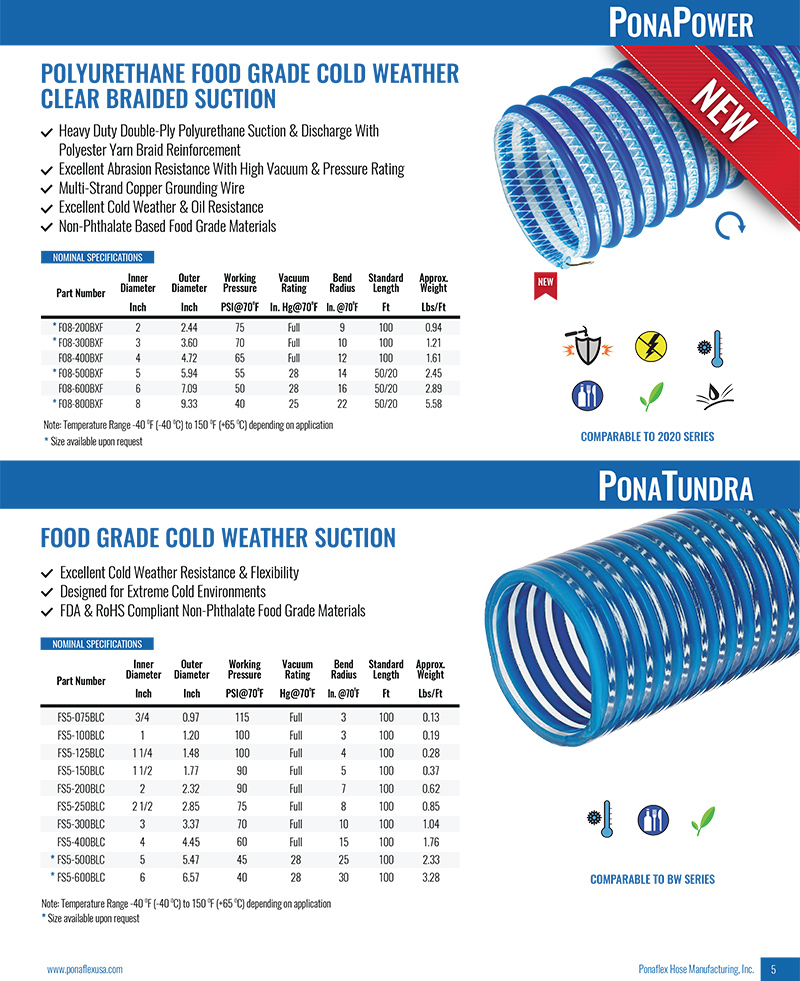 PONAPOWER
POLYURETHANE FOOD GRADE COLD WEATHER
CLEAR BRAIDED SUCTION
Heavy Duty Double-Ply Polyurethane Suction & Discharge With
Polyester Yarn Braid Reinforcement
Excellent Abrasion Resistance With High Vacuum & Pressure Rating
Multi-Strand Copper Grounding Wire
Excellent Cold Weather & Oil Resistance
Non-Phthalate Based Food Grade Materials
NEW
NOMINAL SPECIFICATIONS
Part Number Inner Diameter Outer Diameter Working Pressure Vacuum Rating Bend Radius Standard Length Approx. Weight
Inch Inch PSI@70°F In. Hg@70°F In. @70°F Ft Lbs/Ft
* F08-200BXF 2 2.44 75 Full 9 100 0.94
* F08-300BXF 3 3.60 70 Full 10 100 1.21
F08-400BXF 4 4.72 65 Full 12 100 1.61
* F08-500BXF 5 5.94 55 28 14 50/20 2.45
F08-600BXF 6 7.09 50 28 16 50/20 2.89
* F08-800BXF 8 9.33 40 25 22 50/20 5.58
Note: Temperature Range -40 °F (-40 °C) to 150 °F (+65 °C) depending on application
* Size available upon request
NEW
COMPARABLE TO 2020 SERIES
PONATUNDRA
FOOD GRADE COLD WEATHER SUCTION
Excellent Cold Weather Resistance & Flexibility
Designed for Extreme Cold Environments
FDA & RoHS Compliant Non-Phthalate Food Grade Materials
NOMINAL SPECIFICATIONS
Part Number Inner Diameter Outer Diameter Working Pressure Vacuum Rating Bend Radius Standard Length Approx. Weight
Inch Inch PSI@70°F Hg@70°F In. @70°F Ft Lbs/Ft
FS5-075BLC 3/4 0.97 115 Full 3 100 0.13
FS5-100BLC 1 1.20 100 Full 3 100 0.19
FS5-125BLC 1 1/4 1.48 100 Full 4 100 0.28
FS5-150BLC 1 1/2 1.77 90 Full 5 100 0.37
FS5-200BLC 2 2.32 90 Full 7 100 0.62
FS5-250BLC 2 1/2 2.85 75 Full 8 100 0.85
FS5-300BLC 3 3.37 70 Full 10 100 1.04
FS5-400BLC 4 4.45 60 Full 15 100 1.76
* FS5-500BLC 5 5.47 45 28 25 100 2.33
* FS5-600BLC 6 6.57 40 28 30 100 3.28
Note: Temperature Range -40 °F (-40 °C) to 150 °F (+65 °C) depending on application
* Size available upon request
COMPARABLE TO BW SERIES
www.ponaflexusa.com
Ponaflex Hose Manufacturing, Inc. 5